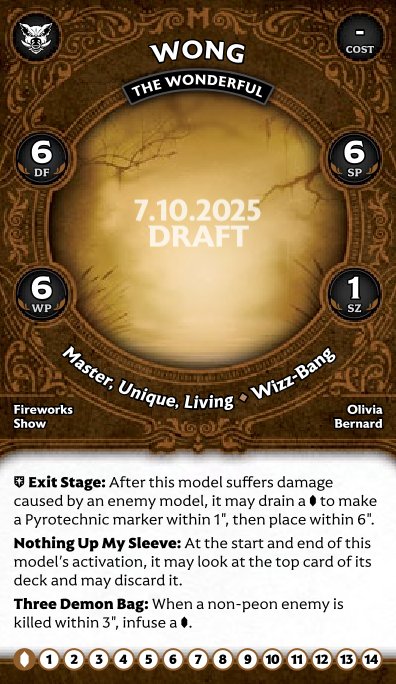 WONG
THE WONDERFUL
-
COST
6
DF
6
SP
7.10.2025
DRAFT
6
WP
1
SZ
Master, Unique, Living ♦ Wizz-Bang
Fireworks
Show
Olivia
Bernard
Exit Stage: After this model suffers damage
caused by an enemy model, it may drain a ⬮ to make
a Pyrotechnic marker within 1", then place within 6".
Nothing Up My Sleeve: At the start and end of this
model's activation, it may look at the top card of its
deck and may discard it.
Three Demon Bag: When a non-peon enemy is
killed within 3", infuse a ⬮.
1 2 3 4 5 6 7 8 9 10 11 12 13 14